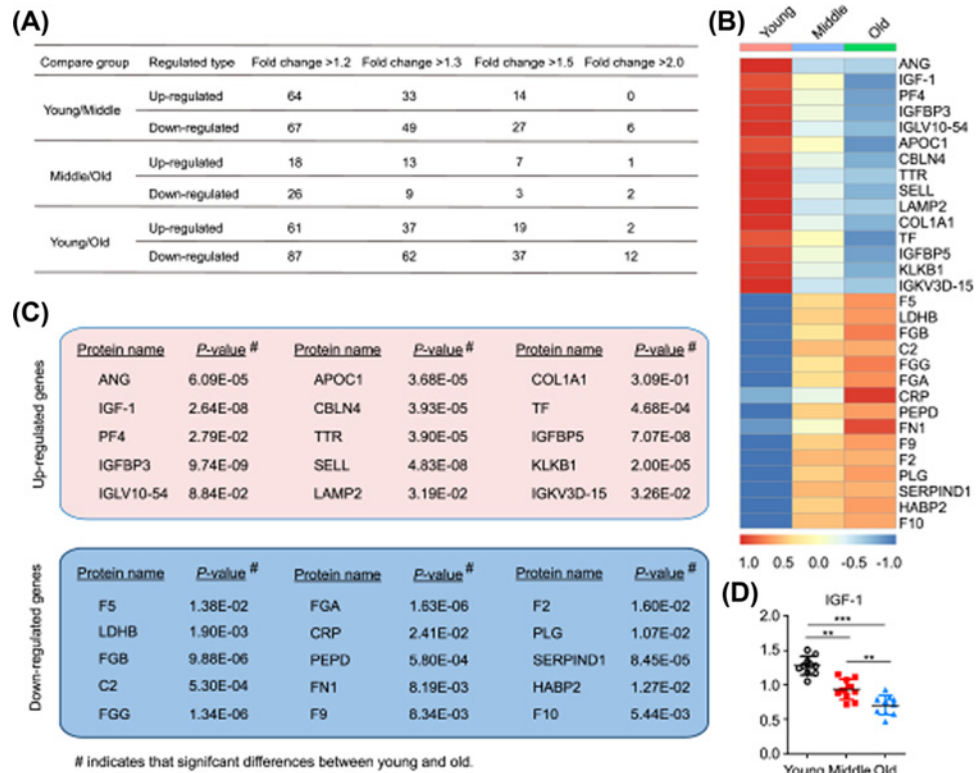 (A)
Compare group Regulated type Fold change >1.2 Fold change >1.3 Fold change >1.5 Fold change >2.0
Young/Middle
Up-regulated 64 33 14 0
Down-regulated 67 49 27 6
Middle/Old
Up-regulated 18 13 7 1
Down-regulated 26 9 3 2
Young/Old
Up-regulated 61 37 19 2
Down-regulated 87 62 37 12
(B)
Young Middle Old
ANG
IGF-1
PF4
IGFBP3
IGLV10-54
APOC1
CBLN4
TTR
SELL
LAMP2
COL1A1
TF
IGFBP5
KLKB1
IGKV3D-15
F5
LDHB
FGB
C2
FGG
FGA
CRP
PEPD
FN1
F9
F2
PLG
SERPIND1
HABP2
F10
1.0 0.5 0.0 -0.5 -1.0
(C)
Up-regulated genes
Protein name P-value # Protein name P-value # Protein name P-value #
ANG 6.09E-05 APOC1 3.68E-05 COL1A1 3.09E-01
IGF-1 2.64E-08 CBLN4 3.93E-05 TF 4.68E-04
PF4 2.79E-02 TTR 3.90E-05 IGFBP5 7.07E-08
IGFBP3 9.74E-09 SELL 4.83E-08 KLKB1 2.00E-05
IGLV10-54 8.84E-02 LAMP2 3.19E-02 IGKV3D-15 3.26E-02
Down-regulated genes
Protein name P-value # Protein name P-value # Protein name P-value #
F5 1.38E-02 FGA 1.63E-06 F2 1.60E-02
LDHB 1.90E-03 CRP 2.41E-02 PLG 1.07E-02
FGB 9.88E-06 PEPD 5.80E-04 SERPIND1 8.45E-05
C2 5.30E-04 FN1 8.19E-03 HABP2 1.27E-02
FGG 1.34E-06 F9 8.34E-03 F10 5.44E-03
# indicates that signifcant differences between young and old.
(D)
IGF-1
***
**
**
2.0
1.5
1.0
0.5
0.0
Young Middle Old